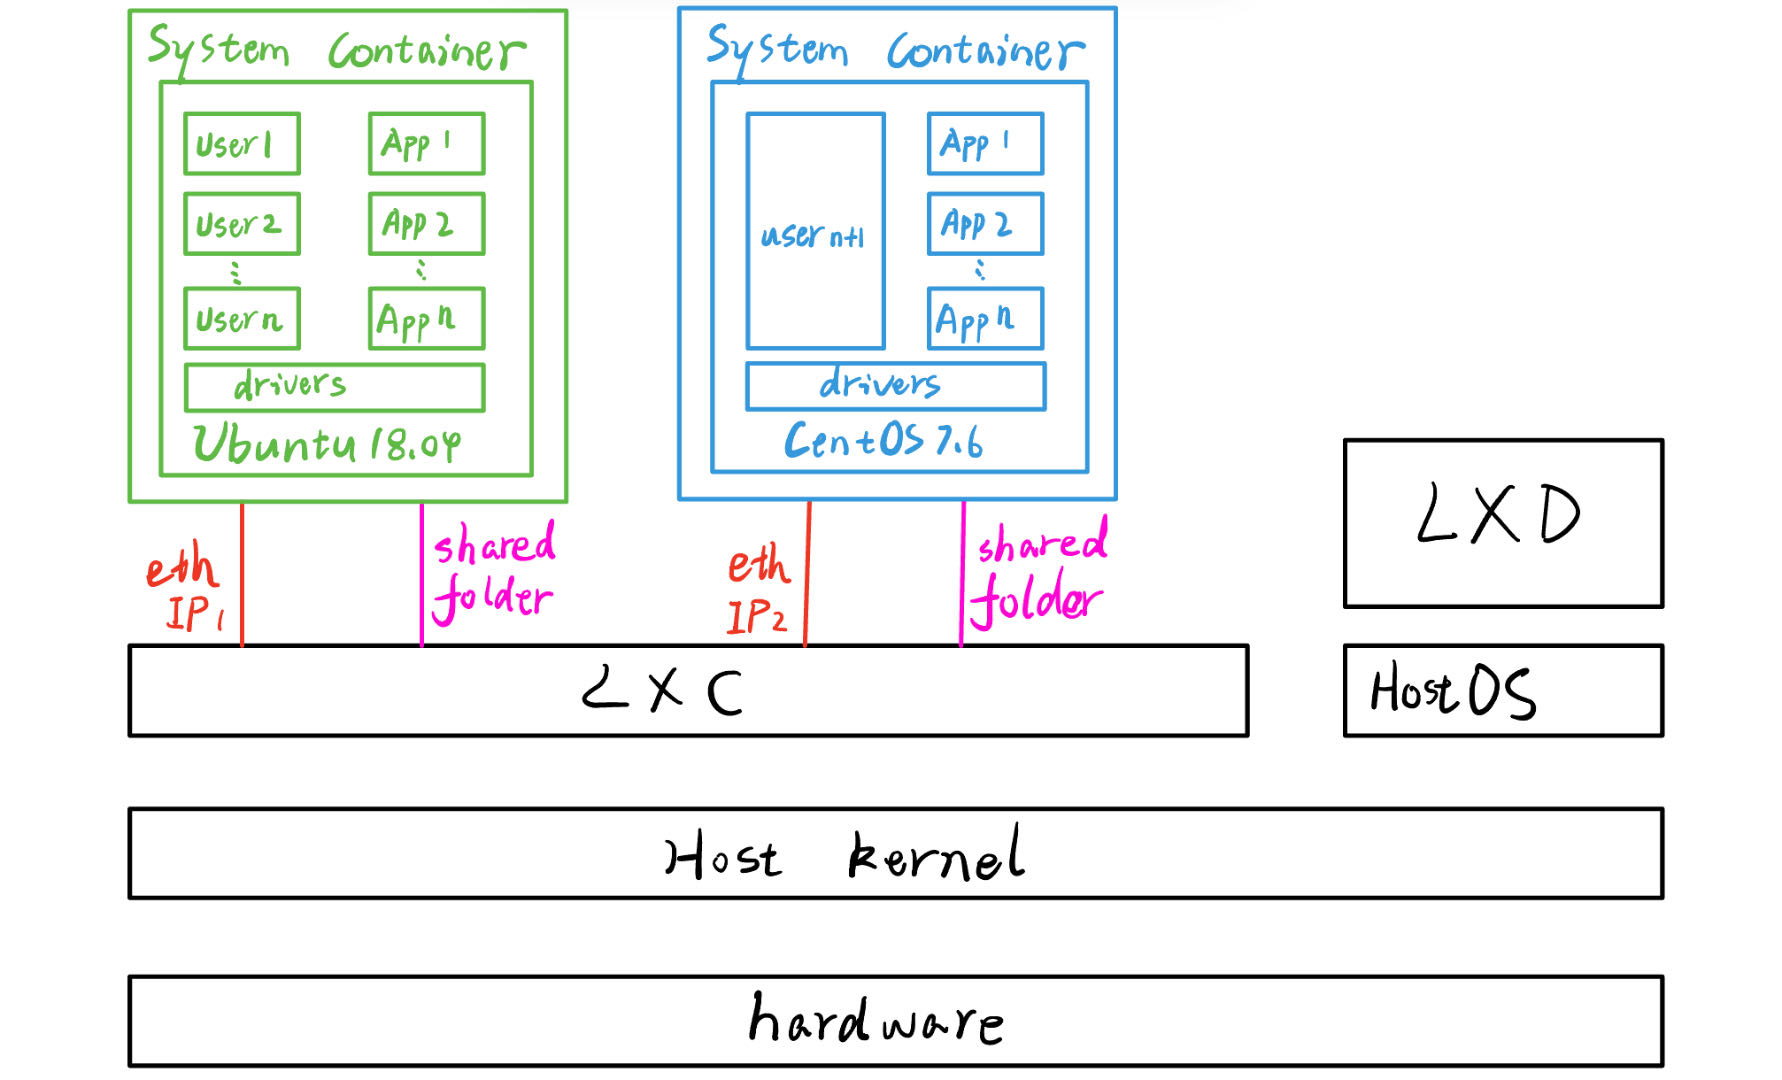 System Container
User1
App 1
User2
App 2
Usern
App n
drivers
Ubuntu 18.04
System Container
user n+1
App 1
App 2
App n
drivers
CentOS 7.6
eth
IP1
shared
folder
eth
IP2
shared
folder
LXD
LXC
Host OS
Host kernel
hardware